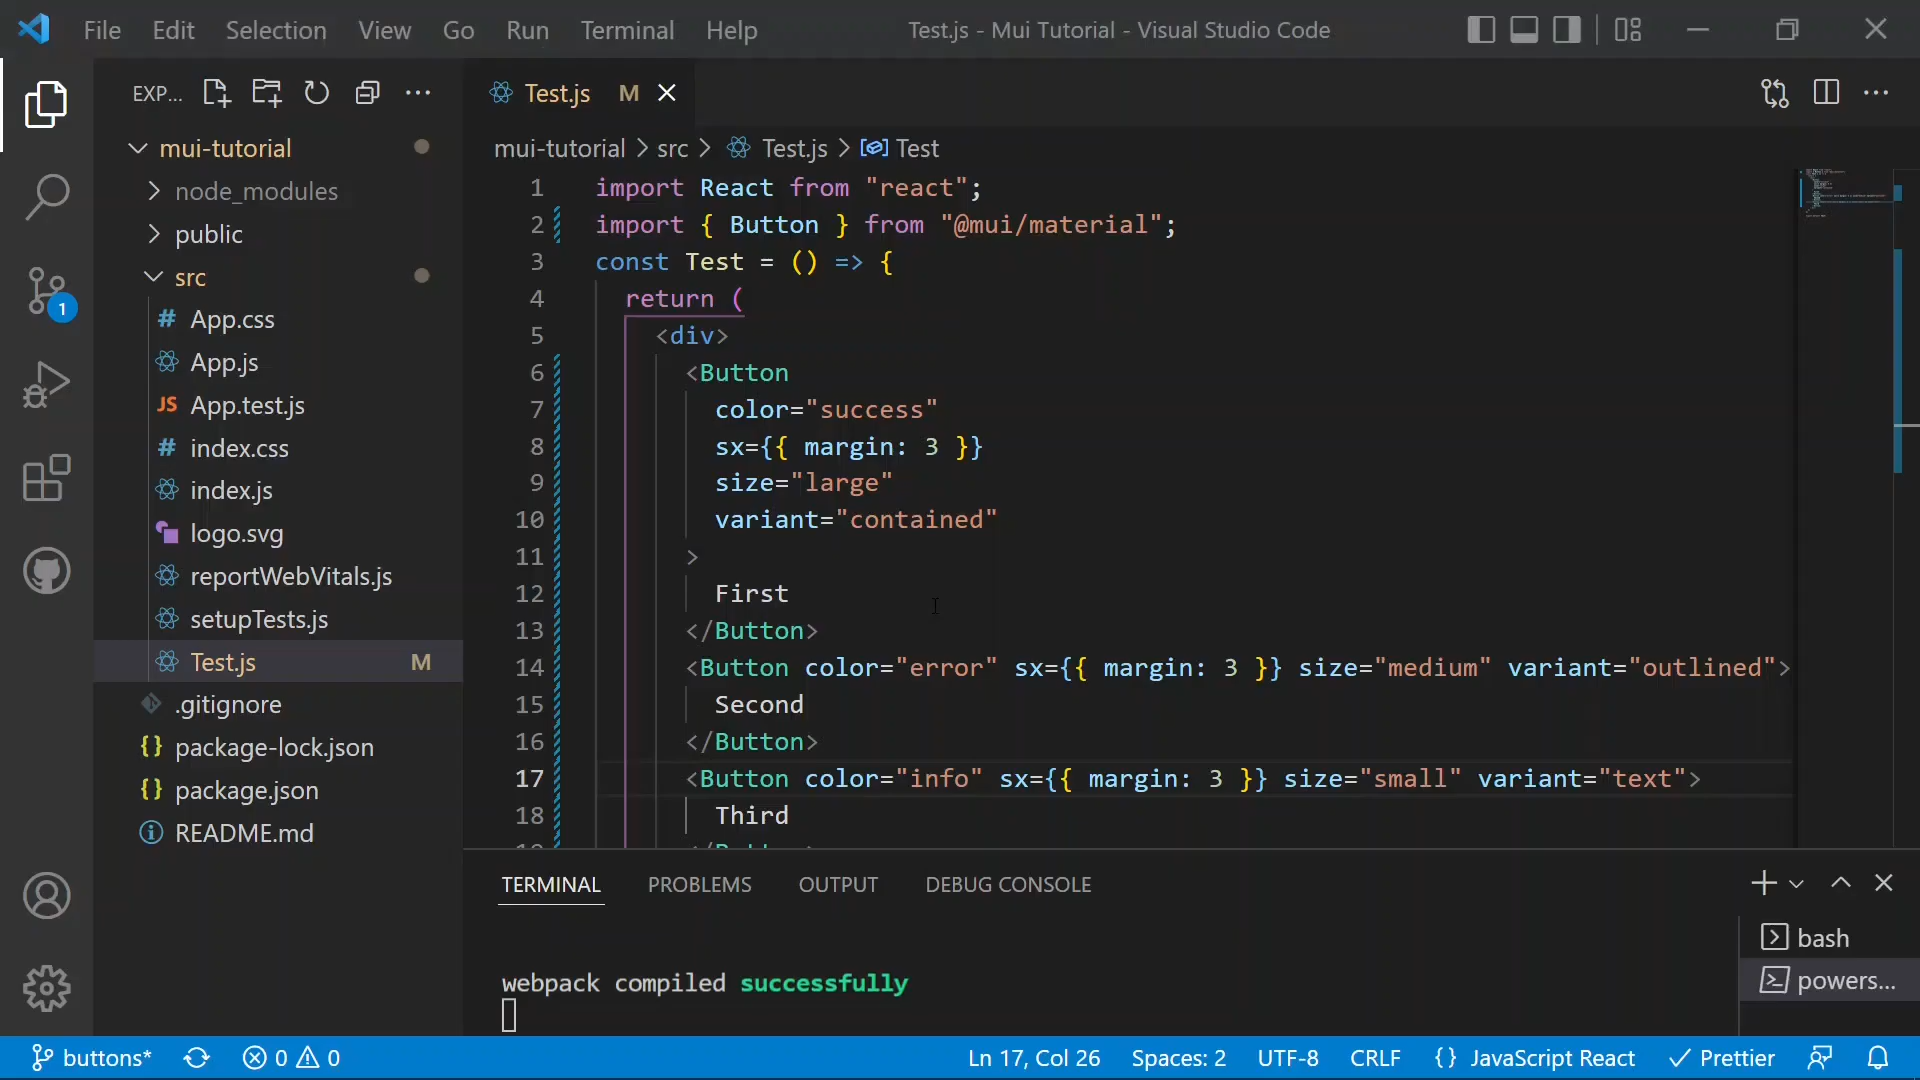 File Edit Selection View Go Run Terminal Help Test.js - Mui Tutorial - Visual Studio Code
EXP...
mui-tutorial
node_modules
public
src
App.css
App.js
JS App.test.js
index.css
index.js
logo.svg
reportWebVitals.js
setupTests.js
Test.js M
.gitignore
package-lock.json
package.json
README.md
1
Test.js M
mui-tutorial > src > Test.js > Test
1 import React from "react";
2 import { Button } from "@mui/material";
3 const Test = () => {
4 return (
5 <div>
6 <Button
7 color="success"
8 sx={{ margin: 3 }}
9 size="large"
10 variant="contained"
11 >
12 First
13 </Button>
14 <Button color="error" sx={{ margin: 3 }} size="medium" variant="outlined">
15 Second
16 </Button>
17 <Button color="info" sx={{ margin: 3 }} size="small" variant="text">
18 Third
TERMINAL PROBLEMS OUTPUT DEBUG CONSOLE
webpack compiled successfully
bash
powers...
buttons* 0 0 Ln 17, Col 26 Spaces: 2 UTF-8 CRLF {} JavaScript React Prettier